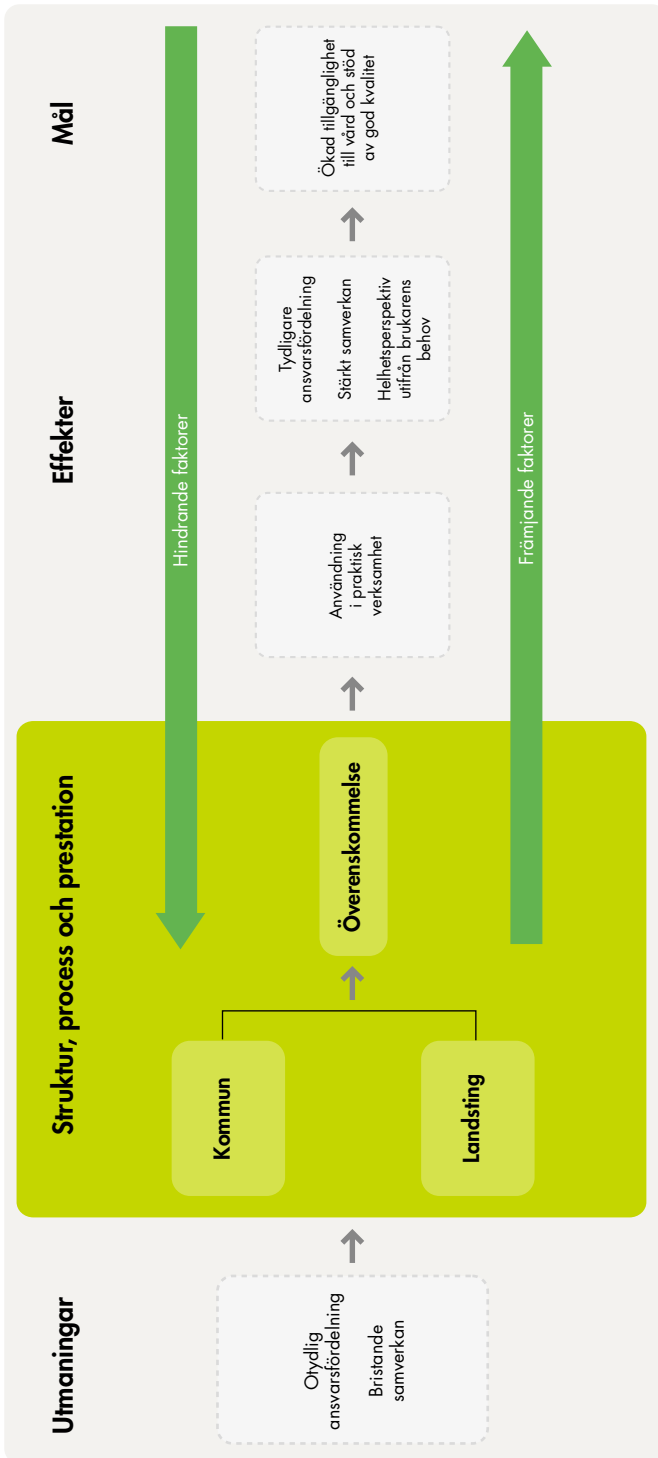 Utmaningar
Struktur, process och prestation
Effekter
Mål
Hindrande faktorer
Otydlig
ansvarsfördelning
Bristande
samverkan
Kommun
Landsting
Överenskommelse
Användning
i praktisk
verksamhet
Tydligare
ansvarsfördelning
Stärkt samverkan
Helhetsperspektiv
utifrån brukarens
behov
Ökad tillgänglighet
till vård och stöd
av god kvalitet
Främjande faktorer